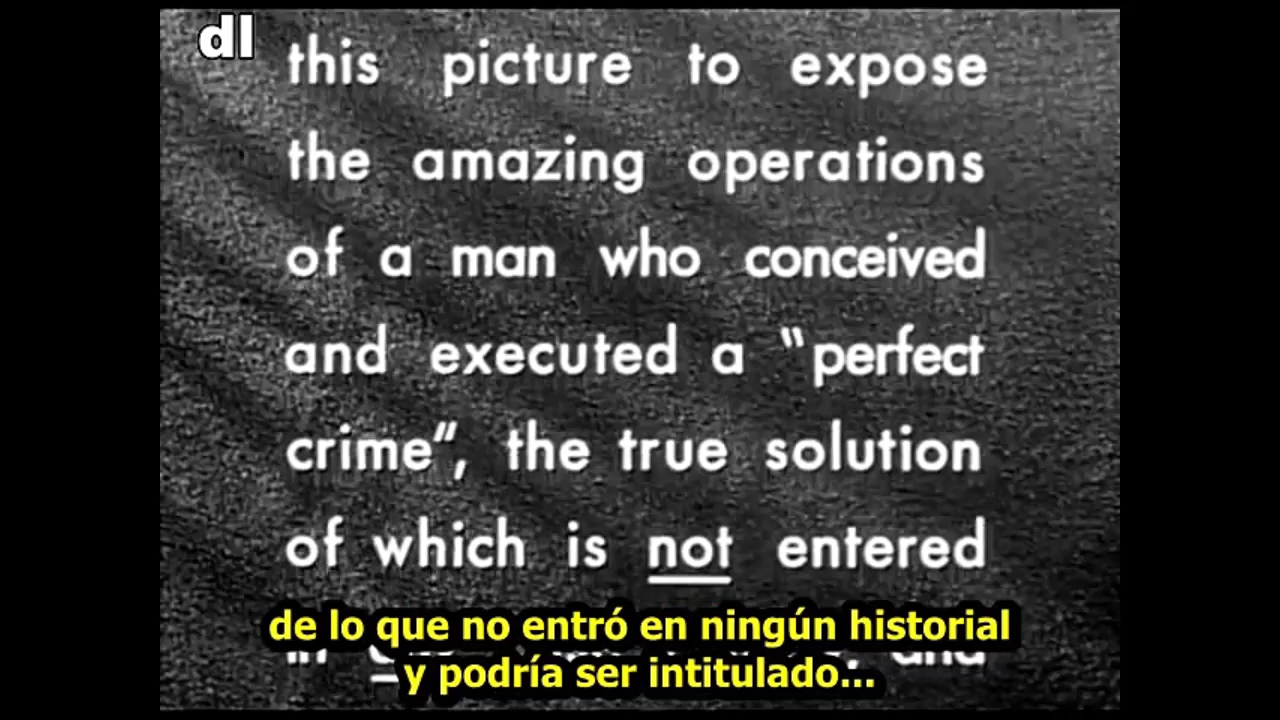 dl
this picture to expose
the amazing operations
of a man who conceived
and executed a "perfect
crime", the true solution
of which is not entered
de lo que no entró en ningún historial
y podría ser intitulado...